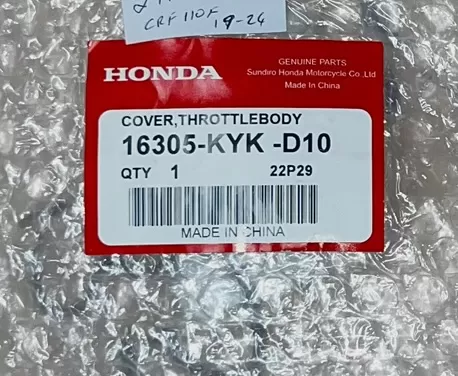 CRF 110F 19-24
HONDA
GENUINE PARTS
Sundiro Honda Motorcycle Co.,Ltd
Made In China
COVER,THROTTLEBODY
16305-KYK -D10
QTY 1 22P29
MADE IN CHINA